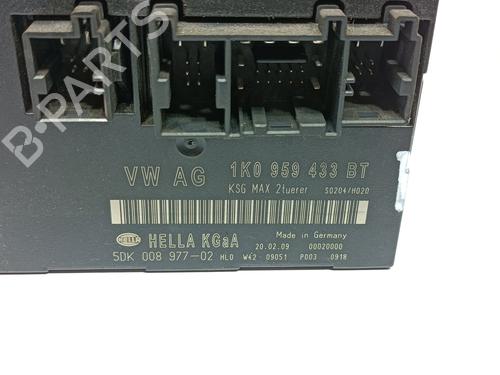 B-PARTS
VW AG
1K0 959 433 BT
KSG MAX 2tuerer S0204/H020
Made in Germany
HELLA HELLA KGaA 20.02.09 00020000
5DK 008 977-02 HL0 W42 09051 P003 0918